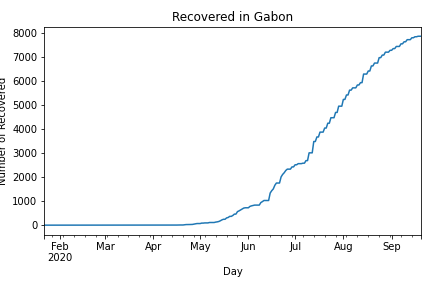 Recovered in Gabon
Number of Recovered
8000
7000
6000
5000
4000
3000
2000
1000
0
Feb Mar Apr May Jun Jul Aug Sep
2020
Day